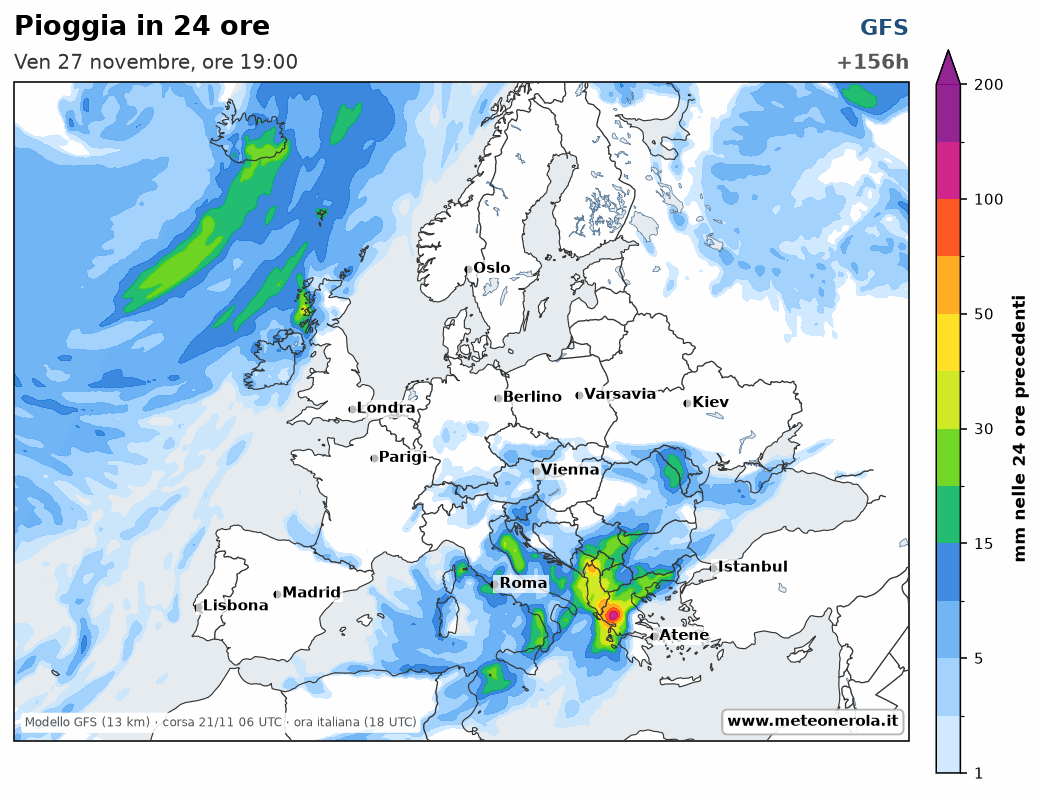 Pioggia in 24 ore
GFS
Ven 27 novembre, ore 19:00
+156h
200
100
50
30
15
5
1
mm nelle 24 ore precedenti
Oslo
Berlino
Varsavia
Kiev
Londra
Parigi
Vienna
Istanbul
Roma
Madrid
Lisbona
Atene
Modello GFS (13 km) · corsa 21/11 06 UTC · ora italiana (18 UTC)
www.meteonerola.it